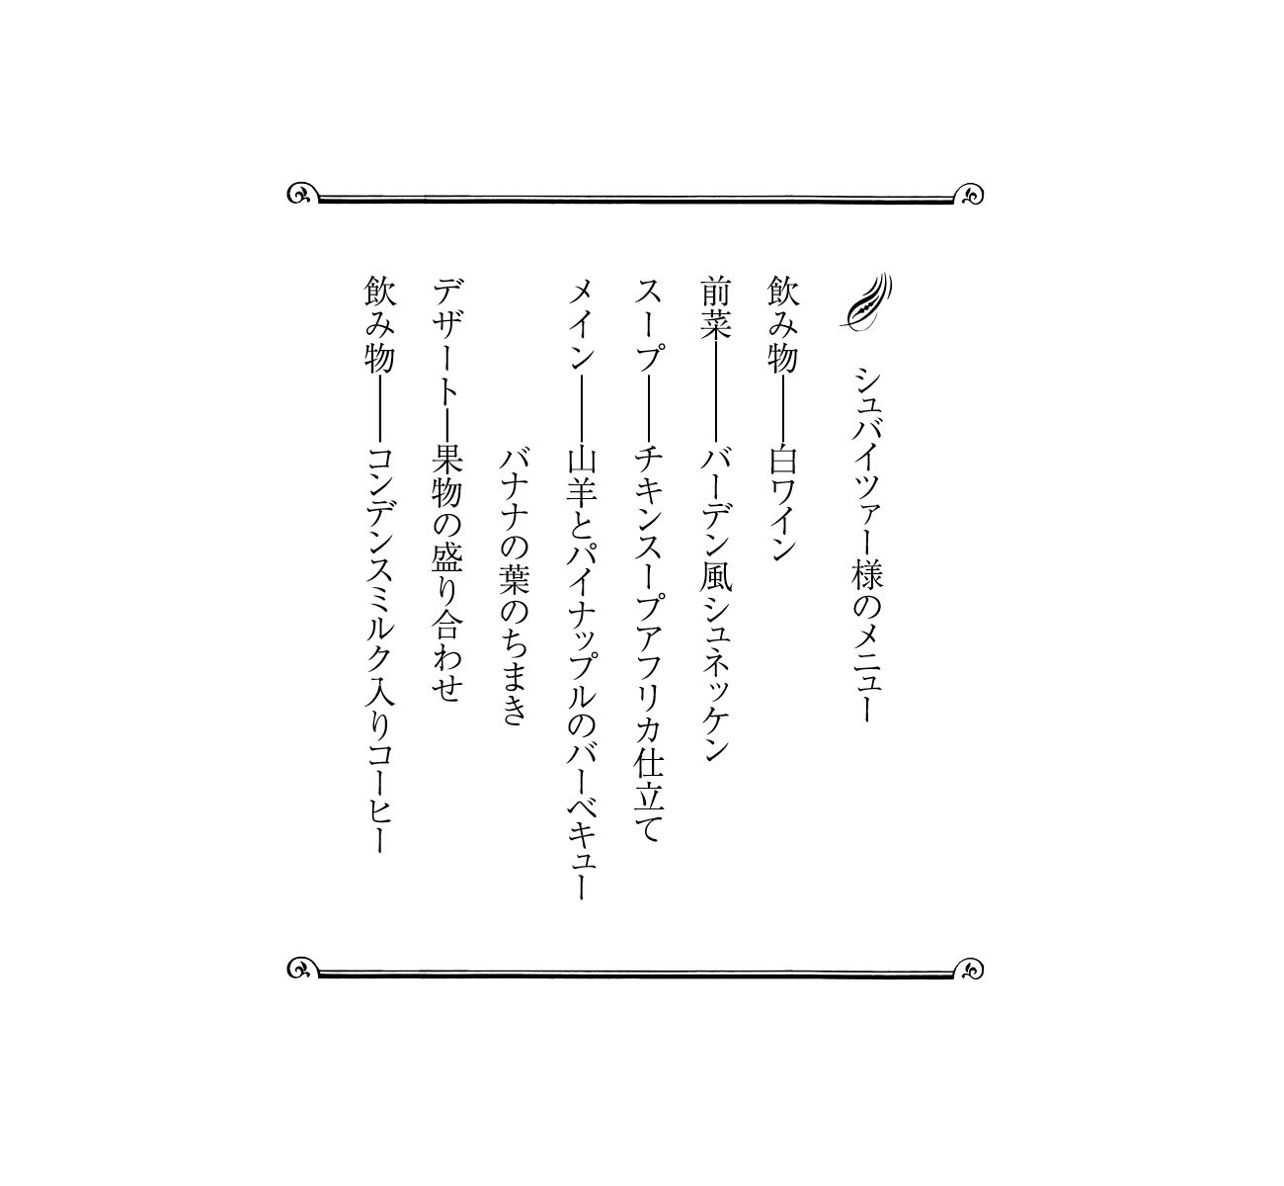 シュバイツァー様のメニュー
飲み物――白ワイン
前菜―――バーデン風シュネッケン
スープ――チキンスープアフリカ仕立て
メイン――山羊とパイナップルのバーベキュー
バナナの葉のちまき
デザート―果物の盛り合わせ
飲み物――コンデンスミルク入りコーヒー